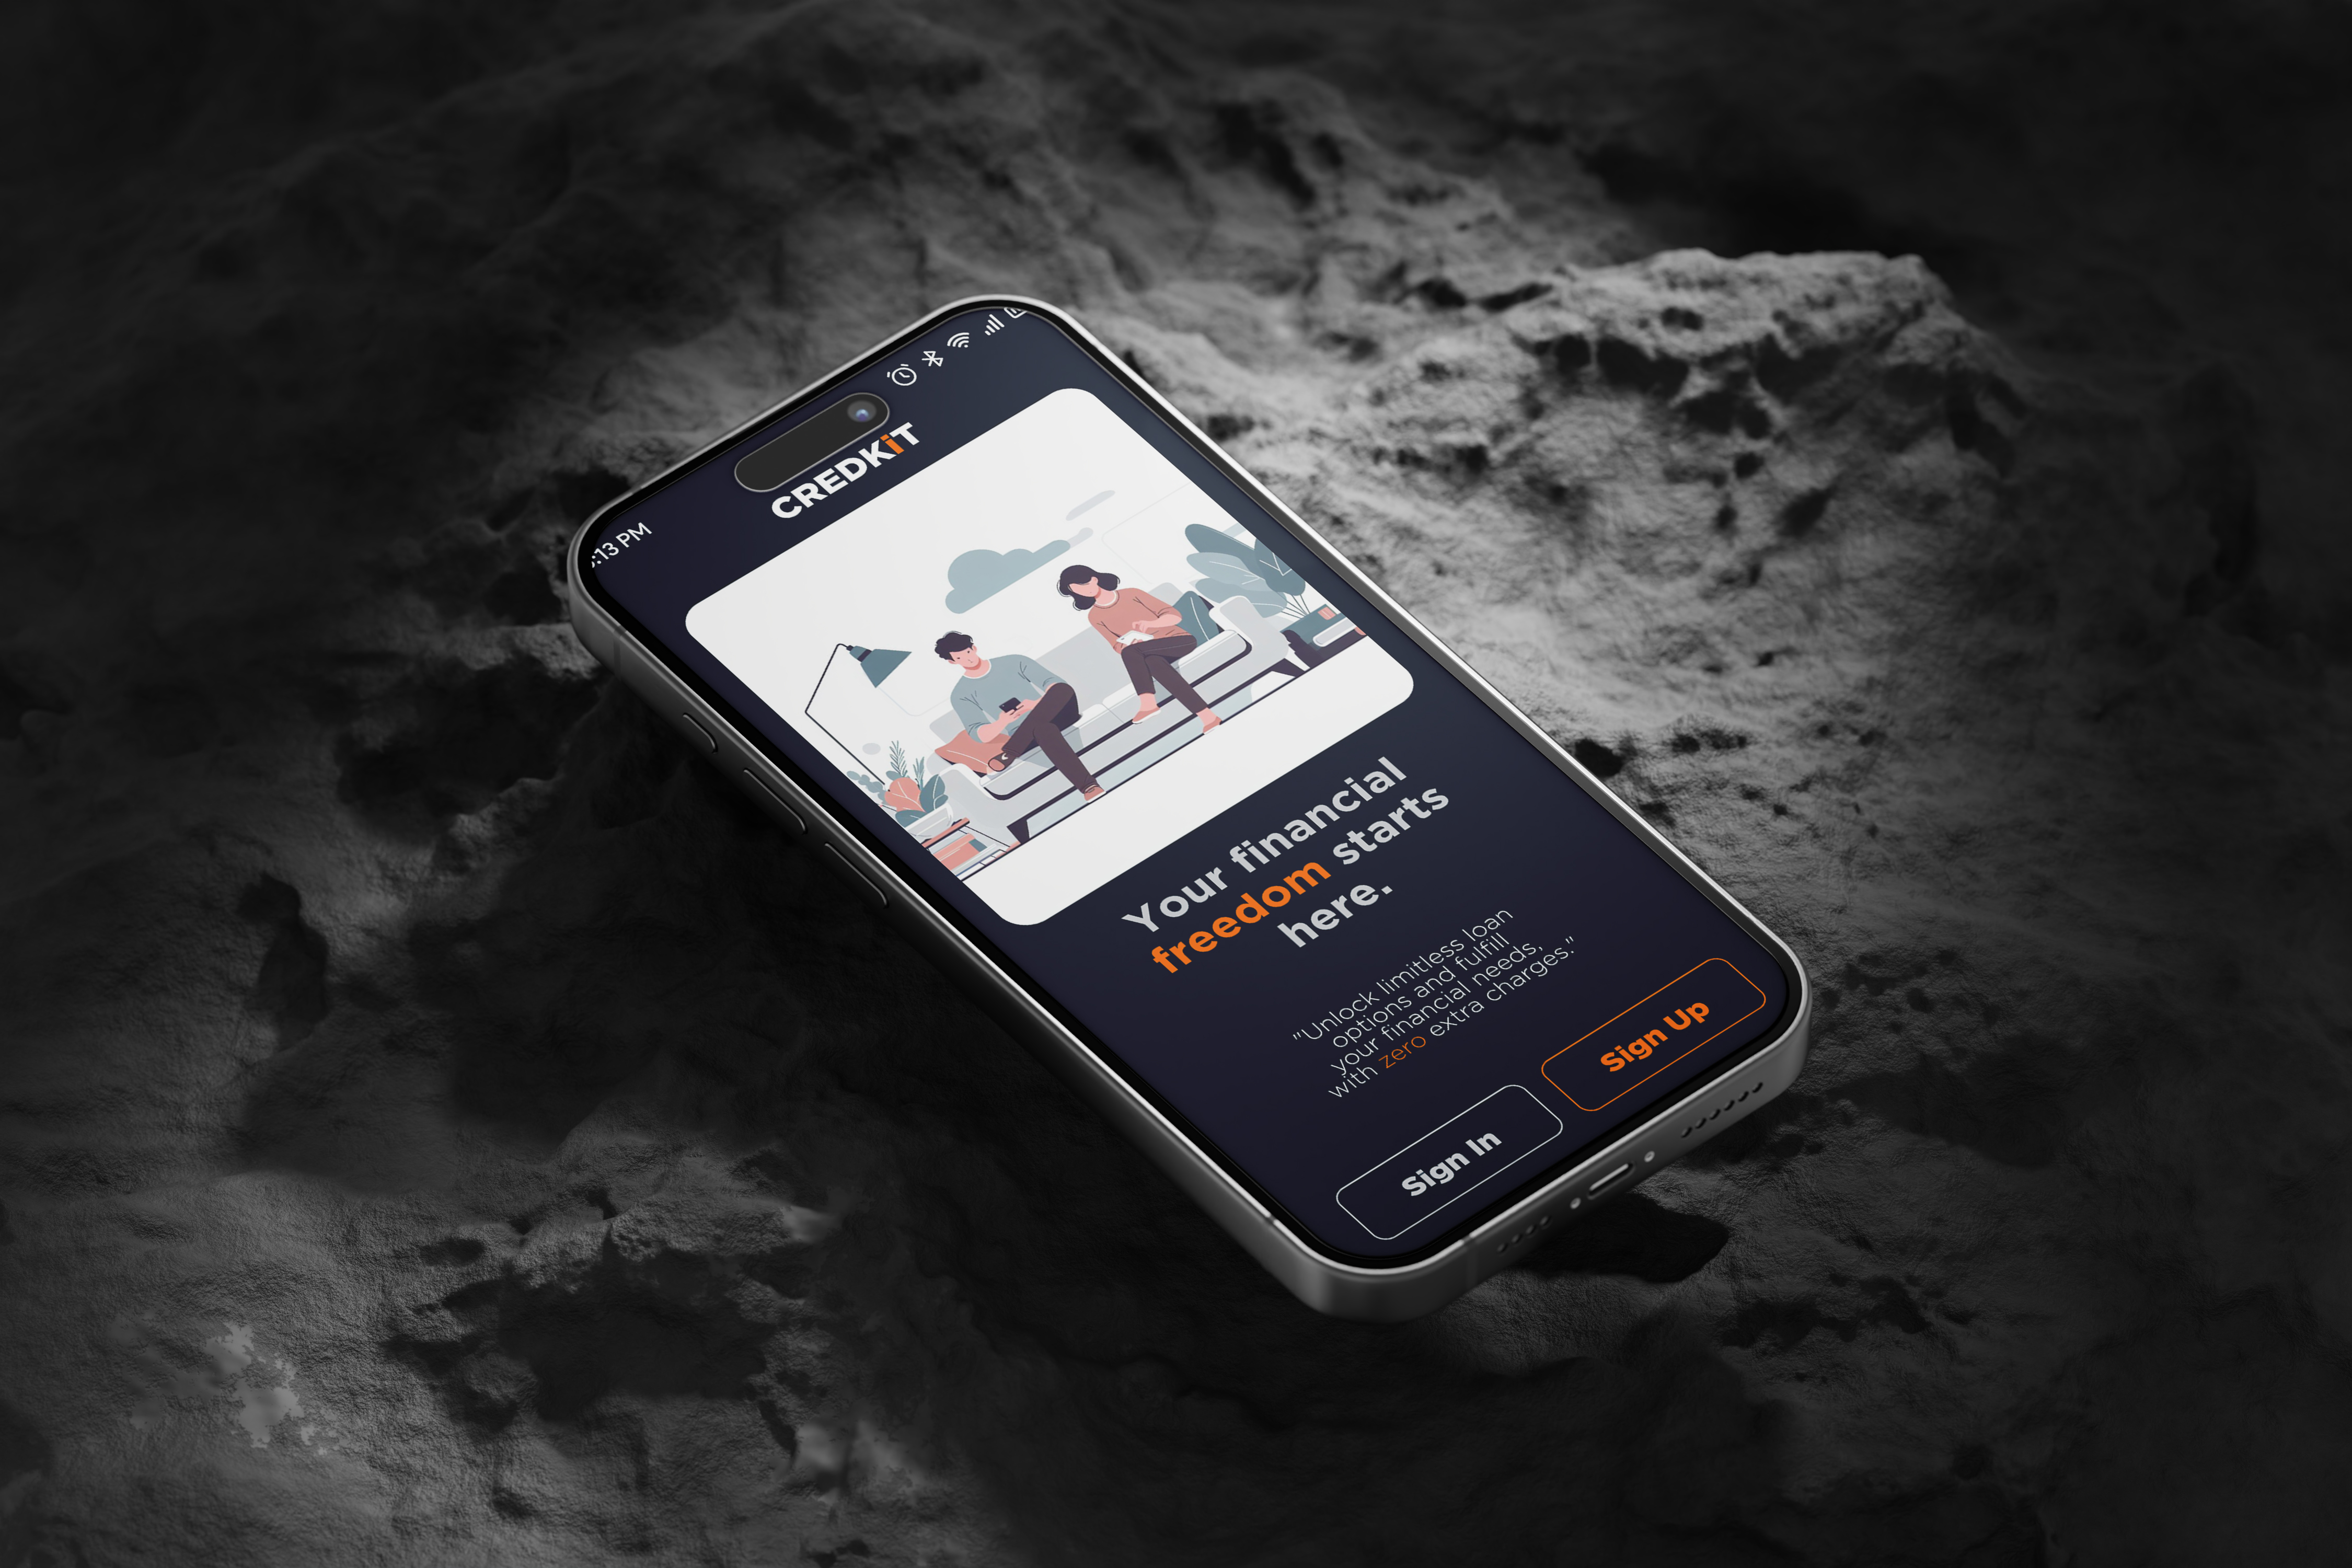 :13 PM
CREDKiT
Your financial
freedom starts
here.
"Unlock limitless loan
options and fulfill
your financial needs,
with zero extra charges."
Sign In
Sign Up